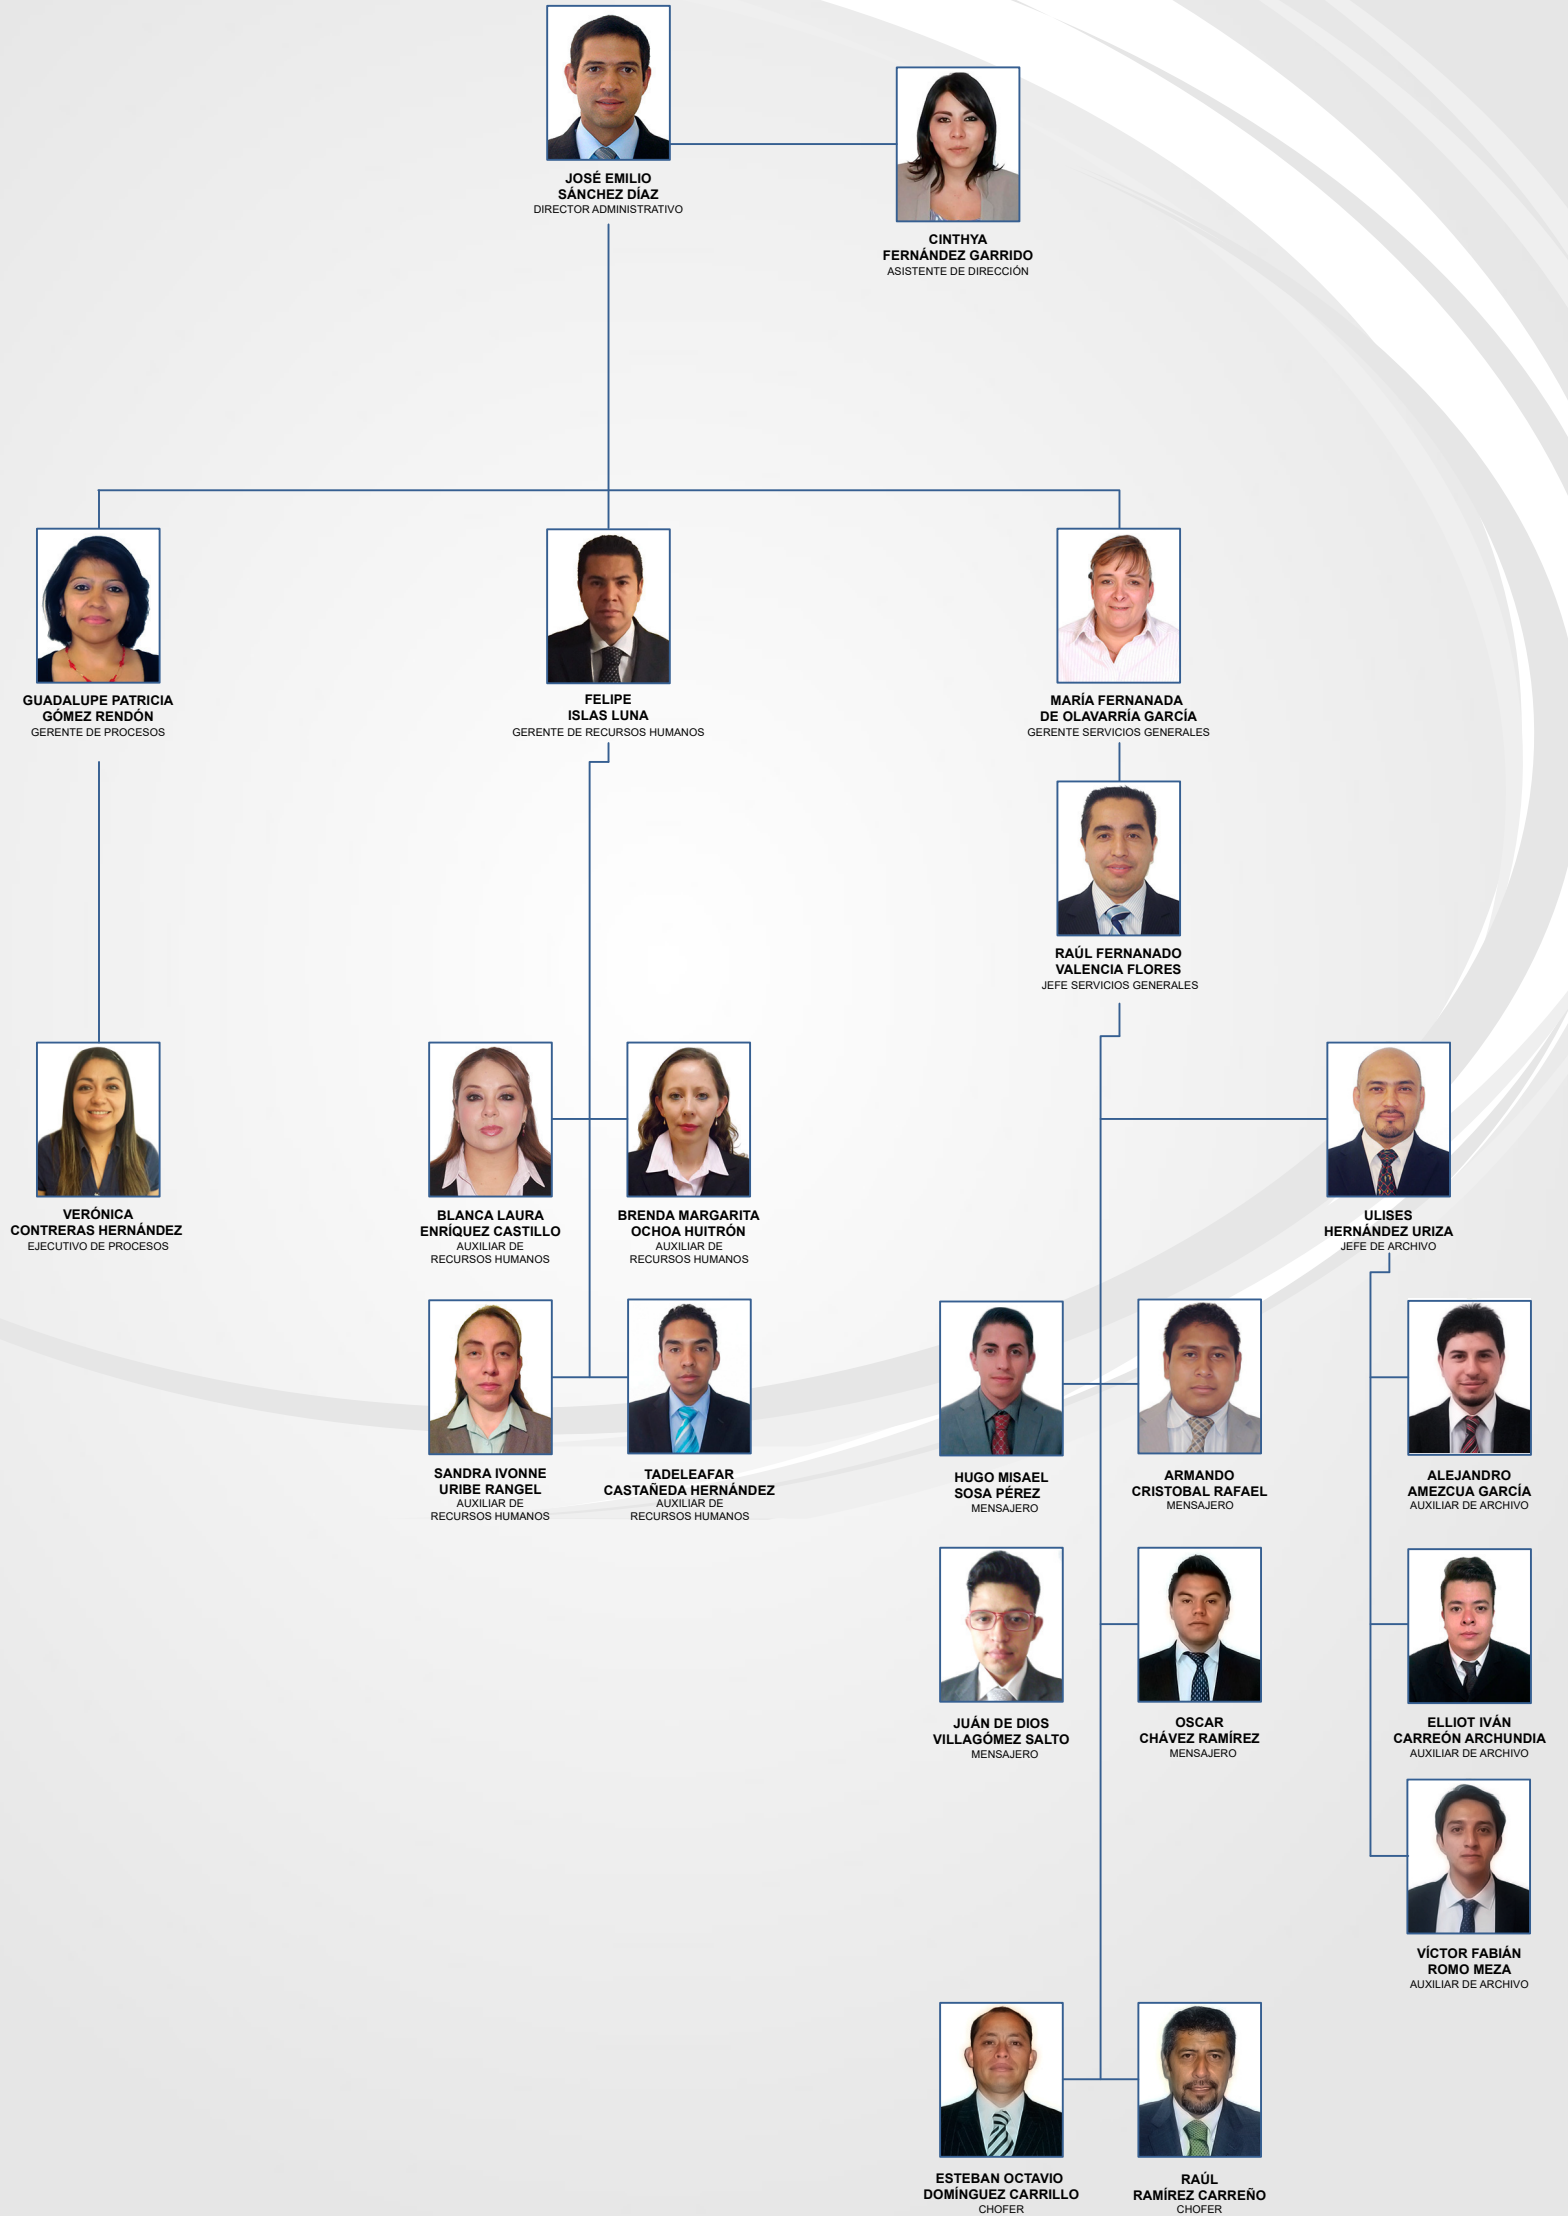 JOSÉ EMILIO
SÁNCHEZ DÍAZ
DIRECTOR ADMINISTRATIVO
CINTHYA
FERNÁNDEZ GARRIDO
ASISTENTE DE DIRECCIÓN
GUADALUPE PATRICIA
GÓMEZ RENDÓN
GERENTE DE PROCESOS
FELIPE
ISLAS LUNA
GERENTE DE RECURSOS HUMANOS
MARÍA FERNANADA
DE OLAVARRÍA GARCÍA
GERENTE SERVICIOS GENERALES
RAÚL FERNANADO
VALENCIA FLORES
JEFE SERVICIOS GENERALES
VERÓNICA
CONTRERAS HERNÁNDEZ
EJECUTIVO DE PROCESOS
BLANCA LAURA
ENRÍQUEZ CASTILLO
AUXILIAR DE
RECURSOS HUMANOS
BRENDA MARGARITA
OCHOA HUITRÓN
AUXILIAR DE
RECURSOS HUMANOS
ULISES
HERNÁNDEZ URIZA
JEFE DE ARCHIVO
SANDRA IVONNE
URIBE RANGEL
AUXILIAR DE
RECURSOS HUMANOS
TADELEAFAR
CASTAÑEDA HERNÁNDEZ
AUXILIAR DE
RECURSOS HUMANOS
HUGO MISAEL
SOSA PÉREZ
MENSAJERO
ARMANDO
CRISTOBAL RAFAEL
MENSAJERO
ALEJANDRO
AMEZCUA GARCÍA
AUXILIAR DE ARCHIVO
JUÁN DE DIOS
VILLAGÓMEZ SALTO
MENSAJERO
OSCAR
CHÁVEZ RAMÍREZ
MENSAJERO
ELLIOT IVÁN
CARREÓN ARCHUNDIA
AUXILIAR DE ARCHIVO
VÍCTOR FABIÁN
ROMO MEZA
AUXILIAR DE ARCHIVO
ESTEBAN OCTAVIO
DOMÍNGUEZ CARRILLO
CHOFER
RAÚL
RAMÍREZ CARREÑO
CHOFER